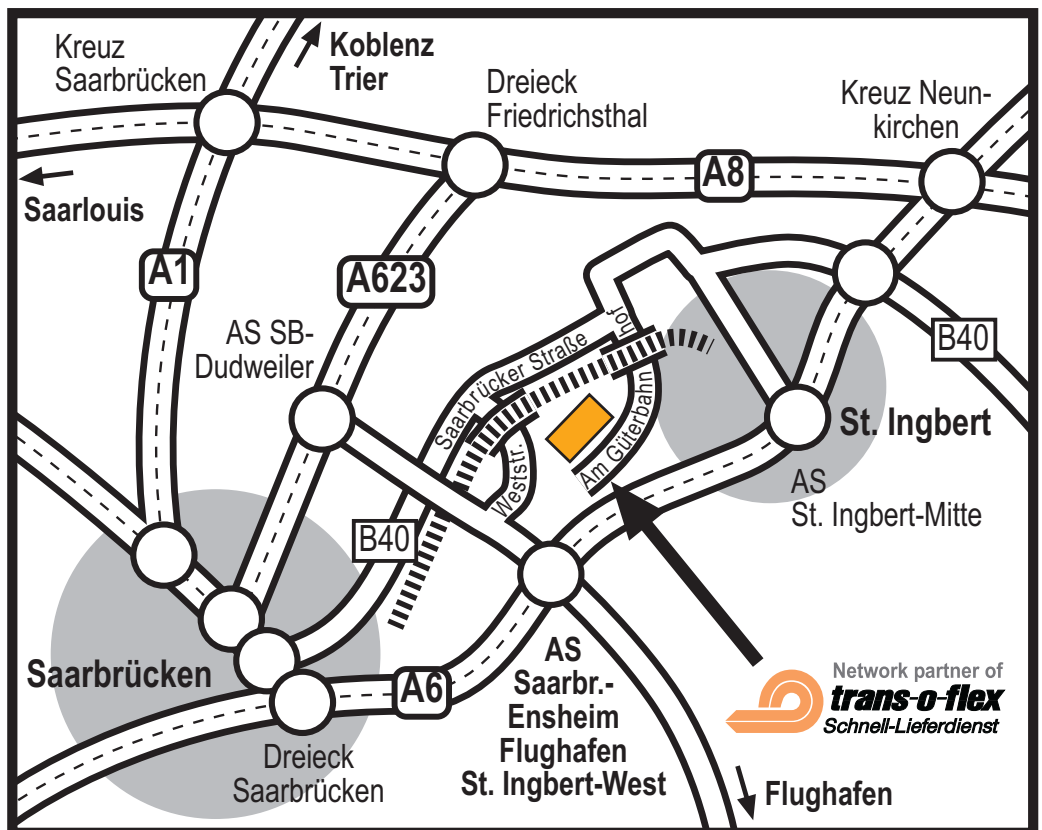 Kreuz
Saarbrücken
Koblenz
Trier
Dreieck
Friedrichsthal
Kreuz Neun-
kirchen
A8
Saarlouis
A1
A623
AS SB-
Dudweiler
Saarbrücker Straße
hof
Am Güterbahn
Weststr.
B40
B40
St. Ingbert
AS
St. Ingbert-Mitte
Saarbrücken
A6
AS
Saarbr.-
Ensheim
Flughafen
St. Ingbert-West
Dreieck
Saarbrücken
Network partner of
trans-o-flex
Schnell-Lieferdienst
Flughafen